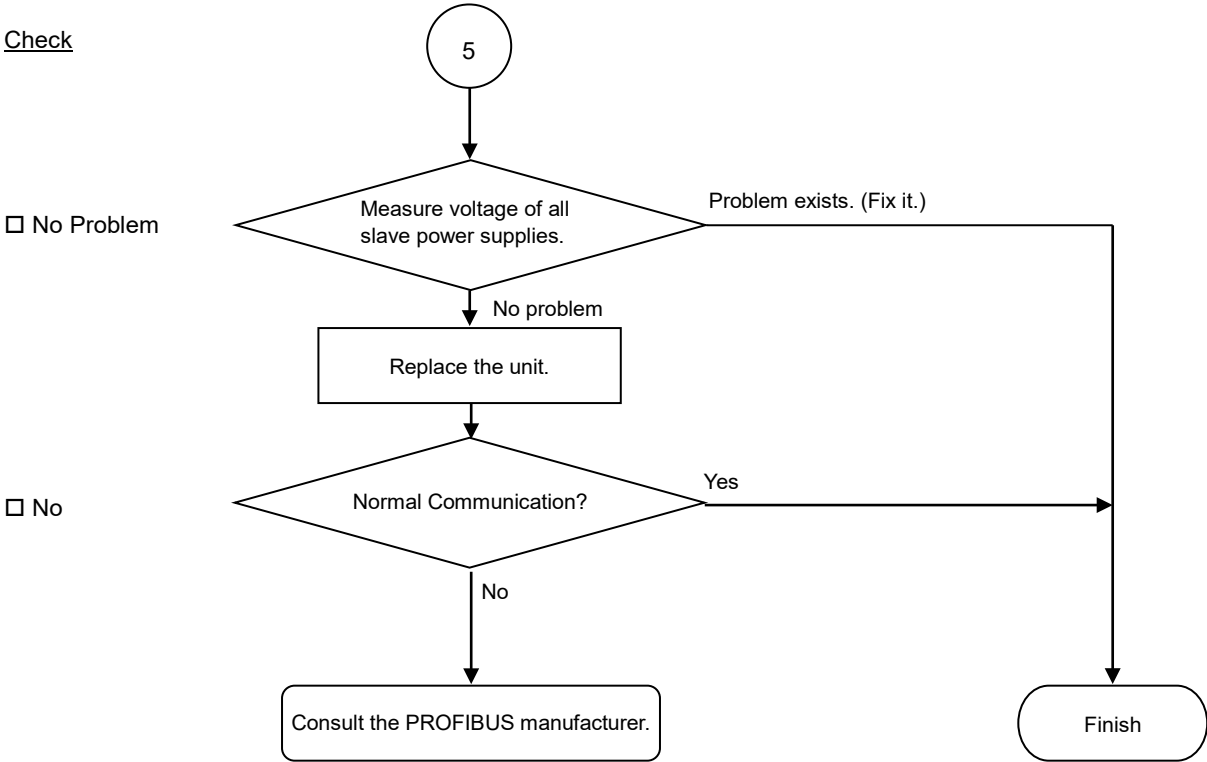 Check
5
Measure voltage of all
slave power supplies.
Problem exists. (Fix it.)
☐ No Problem
No problem
Replace the unit.
Normal Communication?
Yes
☐ No
No
Consult the PROFIBUS manufacturer.
Finish